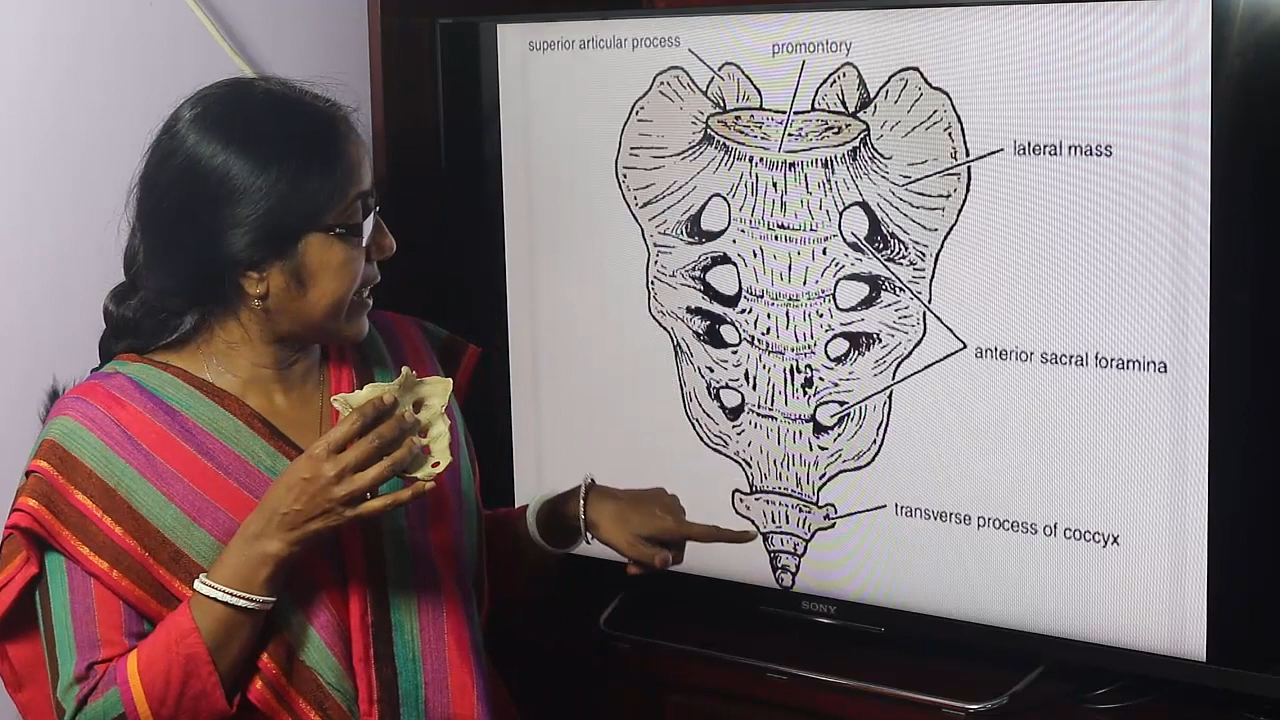 superior articular process
promontory
lateral mass
anterior sacral foramina
transverse process of coccyx
SONY